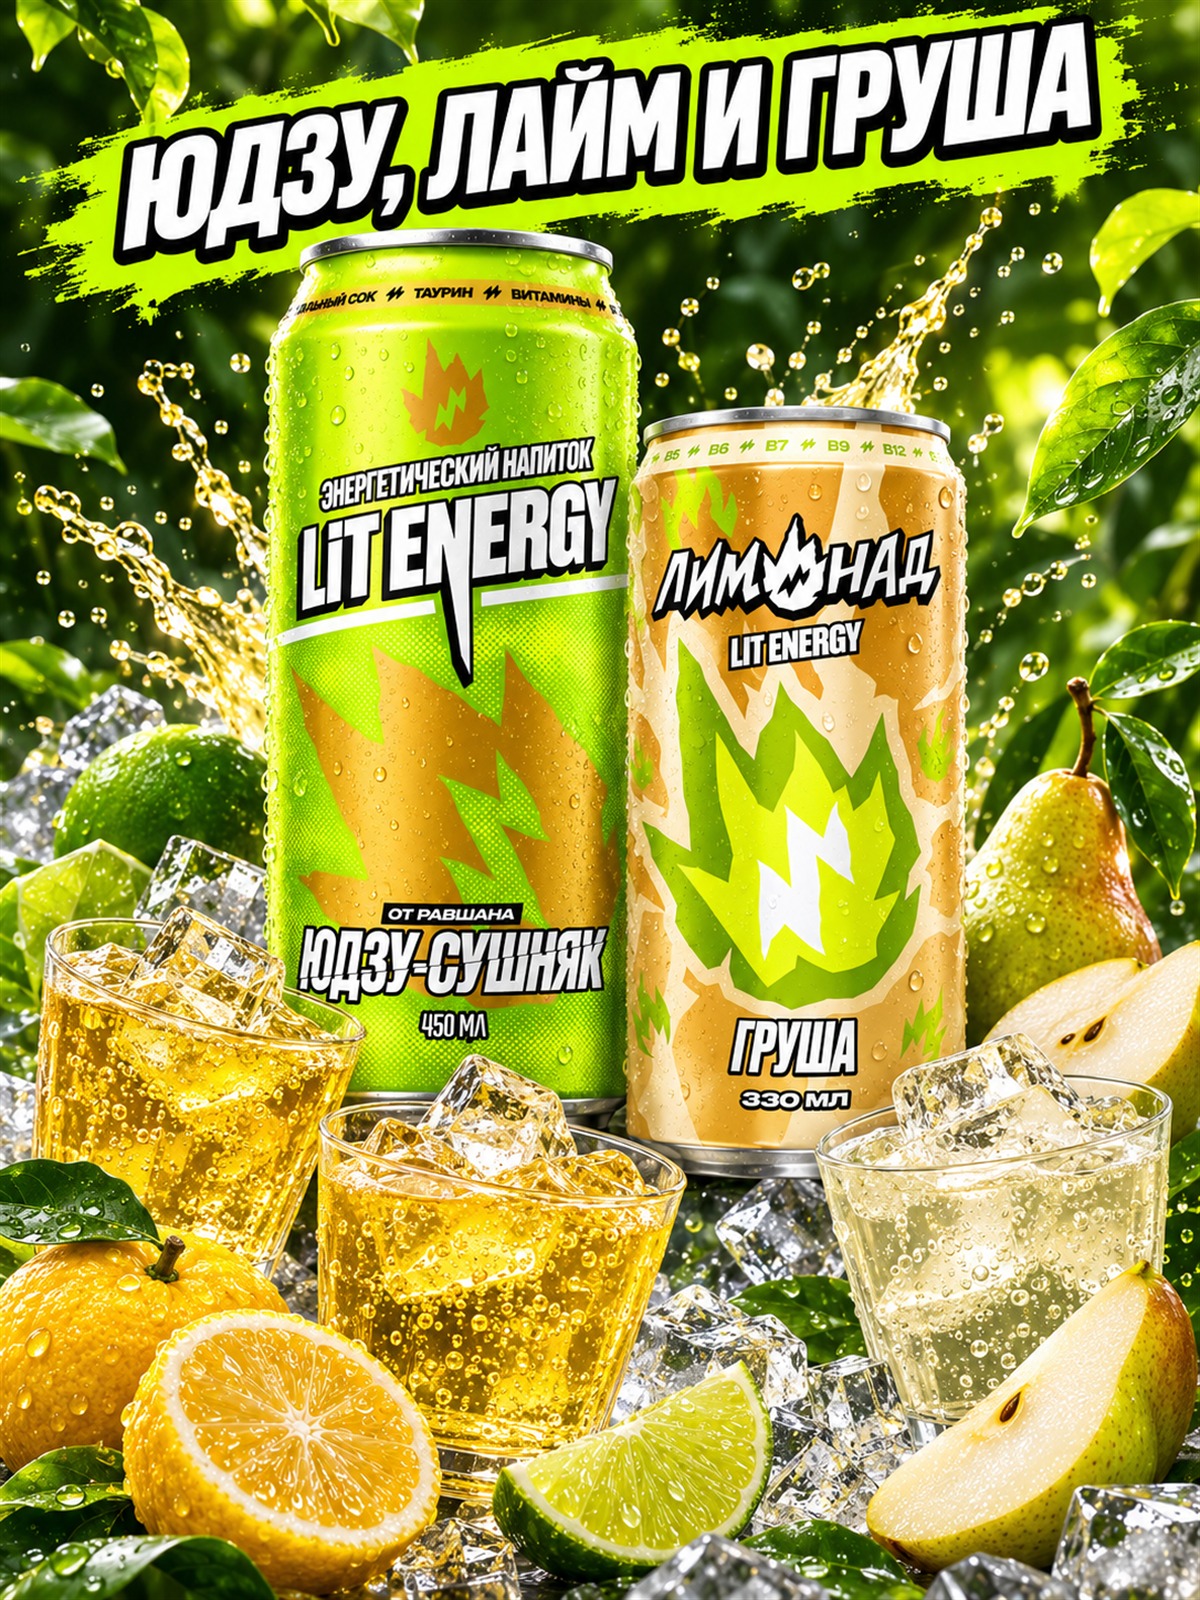 ЮДЗУ, ЛАЙМ И ГРУША
СОК ТАУРИН ВИТАМИНЫ
ЭНЕРГЕТИЧЕСКИЙ НАПИТОК
LIT ENERGY
ОТ РАВШАНА
ЮДЗУ-СУШНЯК
450 МЛ
B5 B6 B7 B9 B12
ЛИМОНАД
LIT ENERGY
ГРУША
330 МЛ